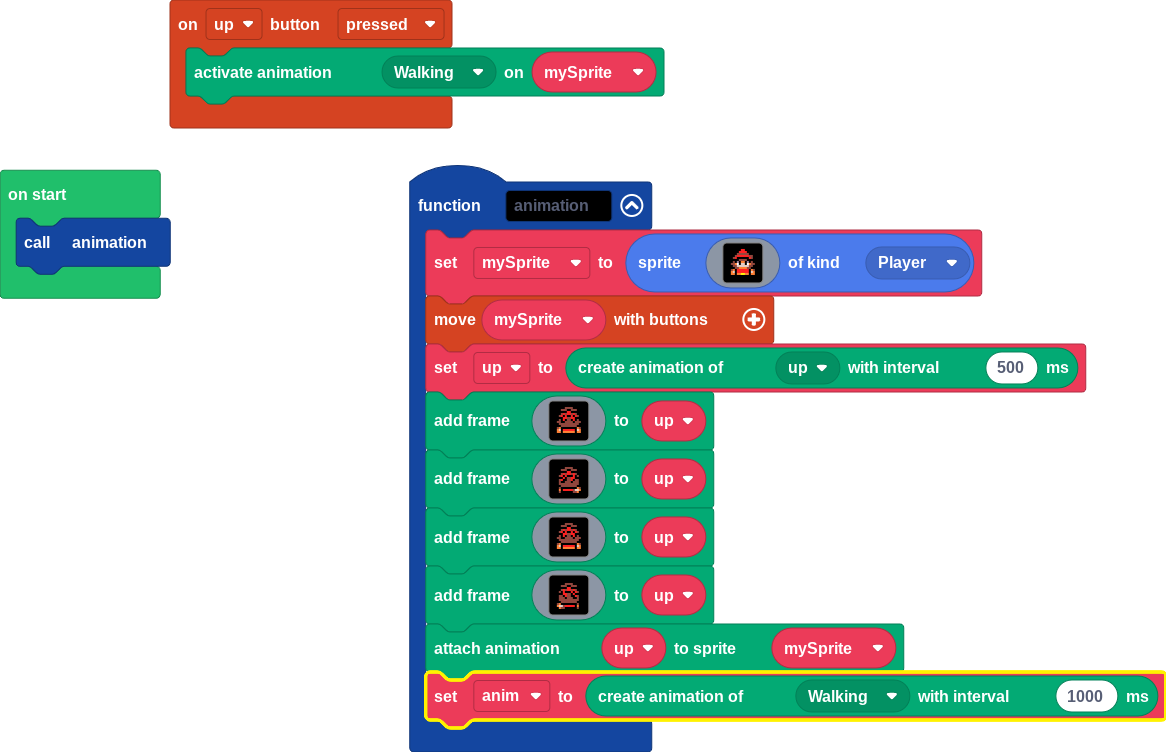 on up button pressed
activate animation Walking on mySprite
on start
call animation
function animation
set mySprite to sprite of kind Player
move mySprite with buttons
set up to create animation of up with interval 500 ms
add frame to up
add frame to up
add frame to up
add frame to up
attach animation up to sprite mySprite
set anim to create animation of Walking with interval 1000 ms